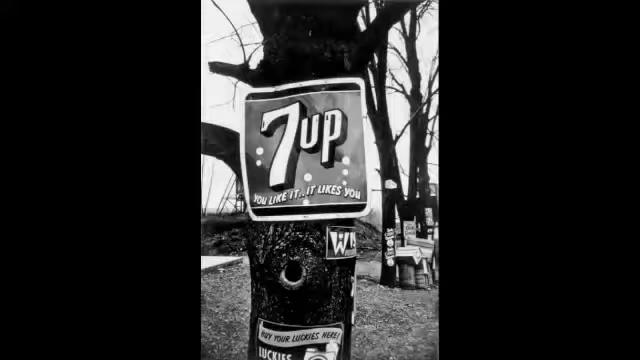 7up
YOU LIKE IT.. IT LIKES YOU
W
BUY YOUR LUCKIES HERE!
LUCKIES